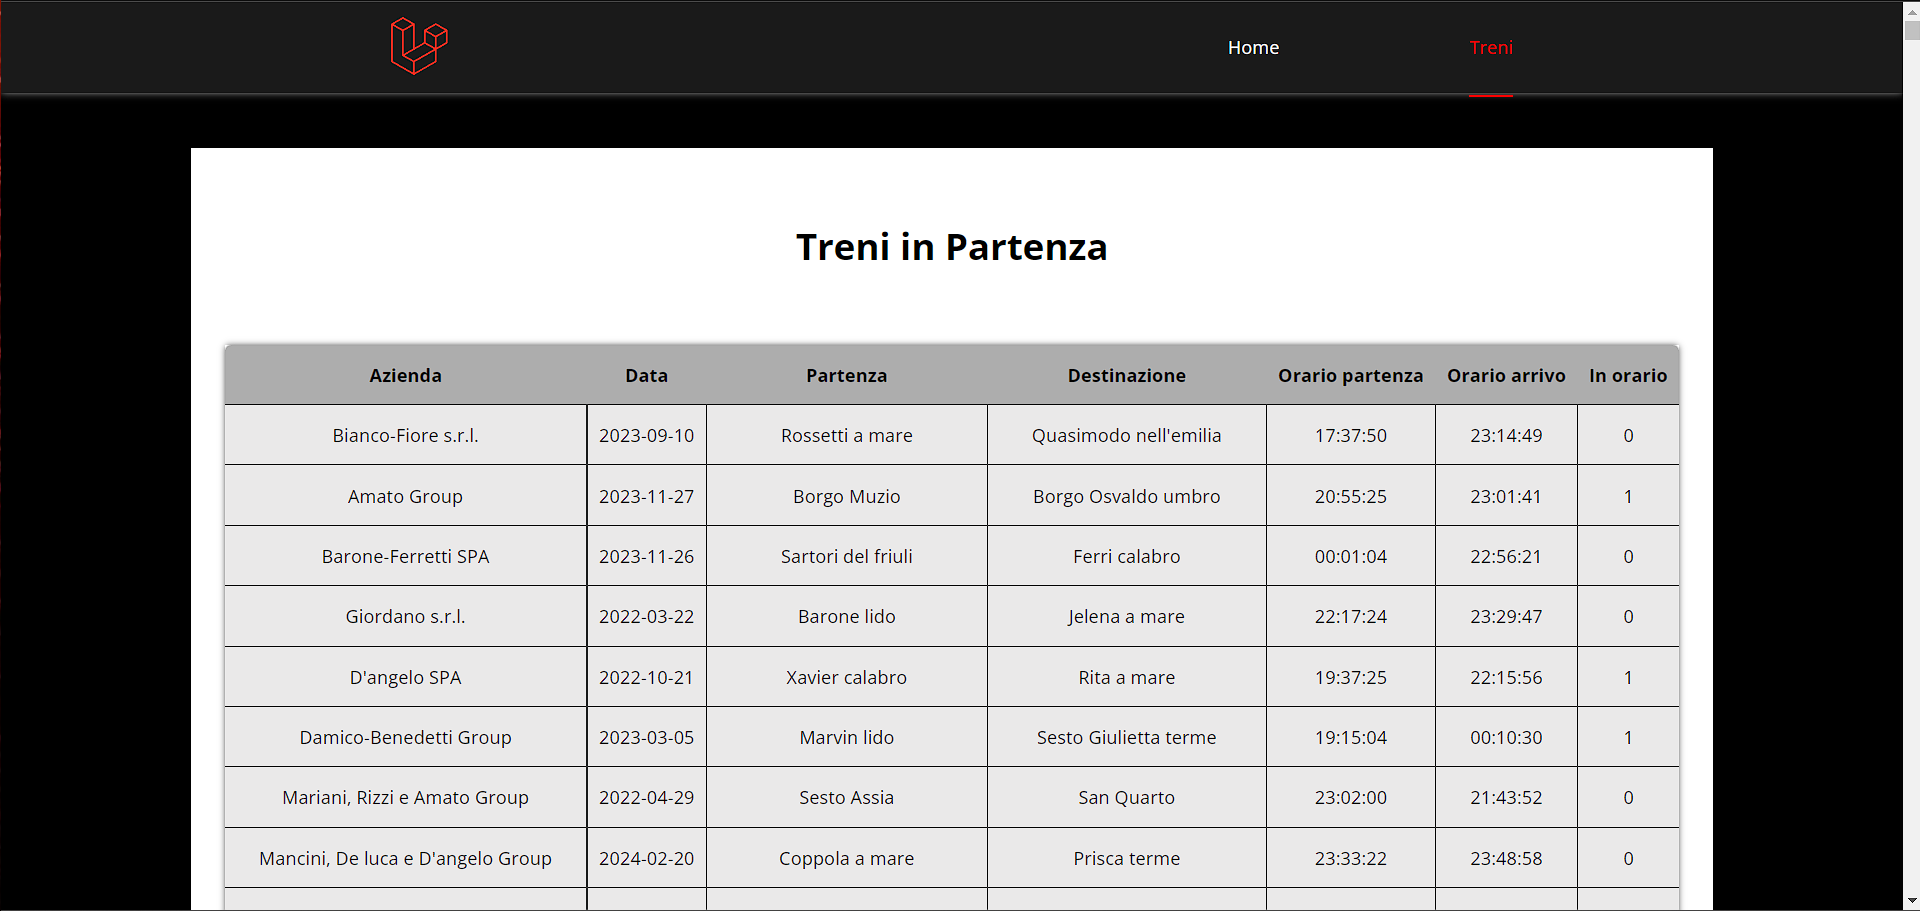 Home Treni
Treni in Partenza
Azienda Data Partenza Destinazione Orario partenza Orario arrivo In orario
Bianco-Fiore s.r.l. 2023-09-10 Rossetti a mare Quasimodo nell'emilia 17:37:50 23:14:49 0
Amato Group 2023-11-27 Borgo Muzio Borgo Osvaldo umbro 20:55:25 23:01:41 1
Barone-Ferretti SPA 2023-11-26 Sartori del friuli Ferri calabro 00:01:04 22:56:21 0
Giordano s.r.l. 2022-03-22 Barone lido Jelena a mare 22:17:24 23:29:47 0
D'angelo SPA 2022-10-21 Xavier calabro Rita a mare 19:37:25 22:15:56 1
Damico-Benedetti Group 2023-03-05 Marvin lido Sesto Giulietta terme 19:15:04 00:10:30 1
Mariani, Rizzi e Amato Group 2022-04-29 Sesto Assia San Quarto 23:02:00 21:43:52 0
Mancini, De luca e D'angelo Group 2024-02-20 Coppola a mare Prisca terme 23:33:22 23:48:58 0